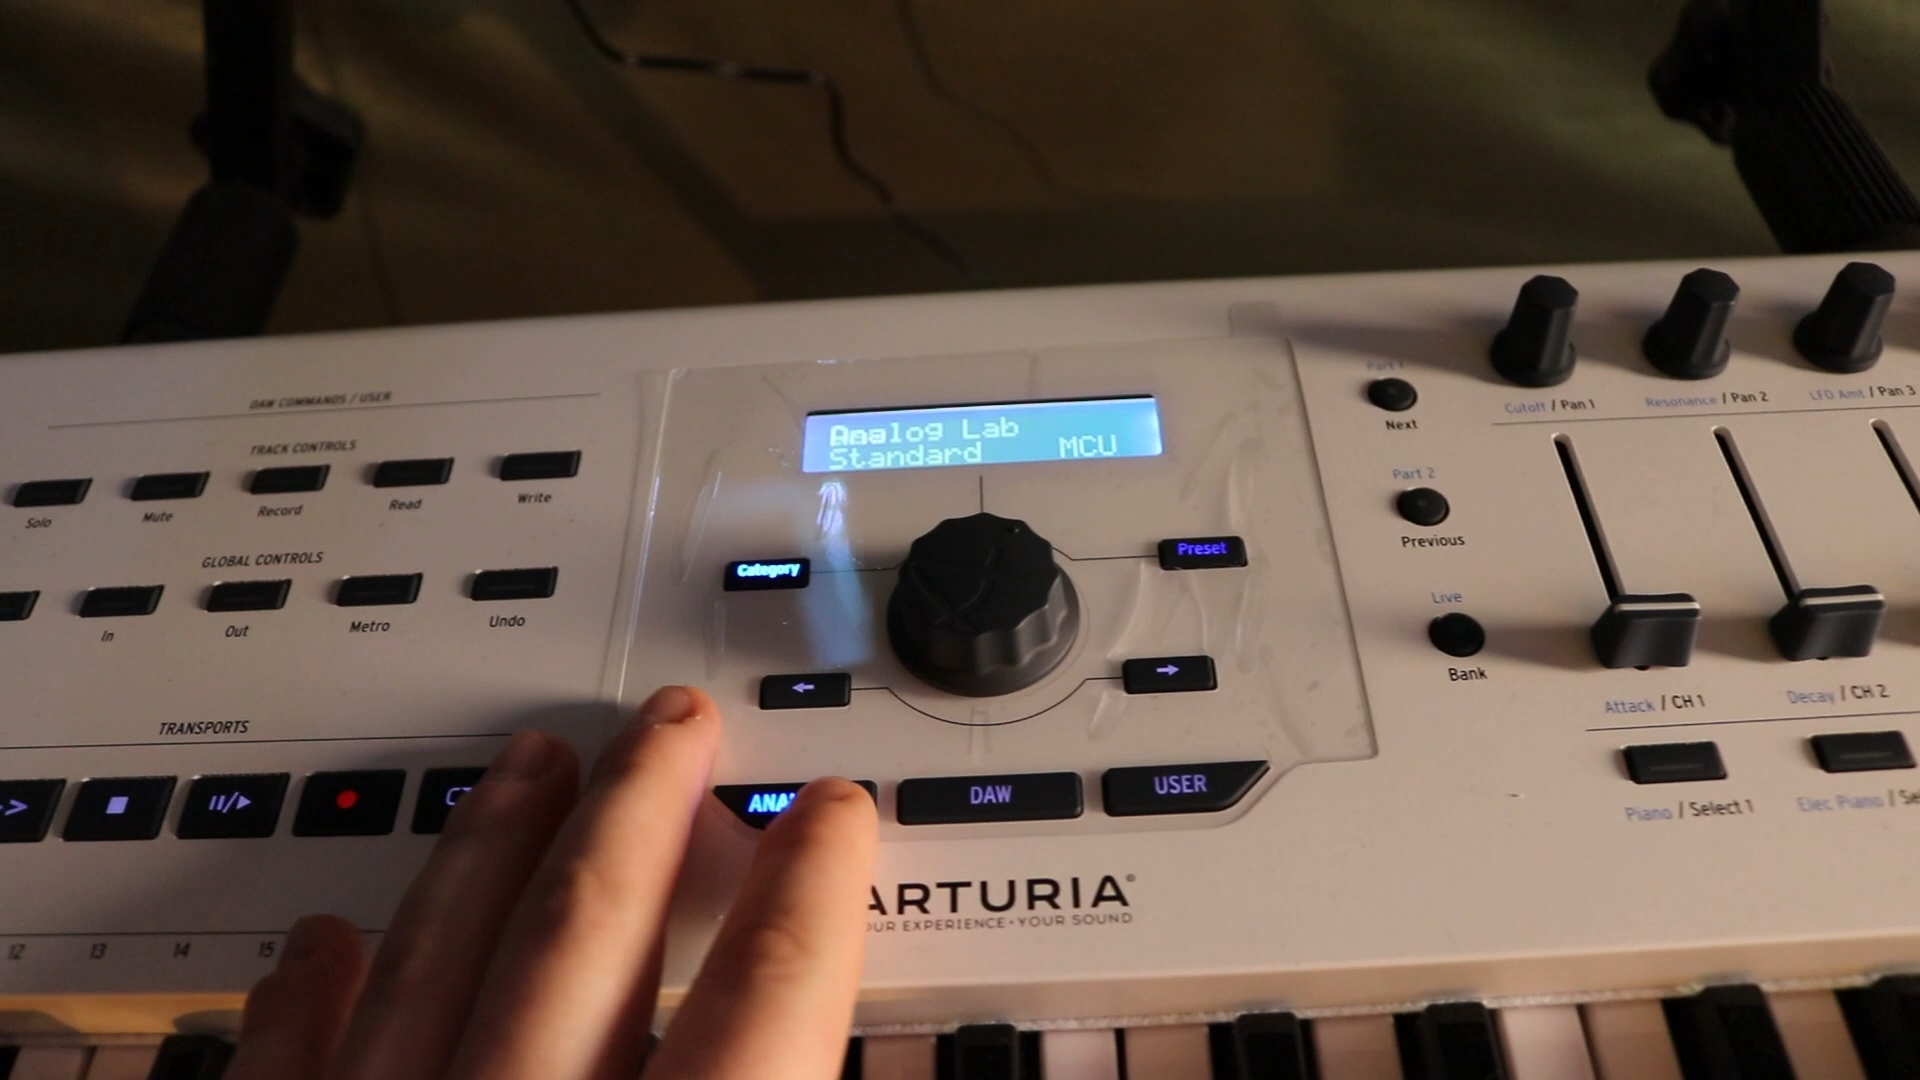 DAW COMMANDS / USER
TRACK CONTROLS
Solo
Mute
Record
Read
Write
GLOBAL CONTROLS
In
Out
Metro
Undo
TRANSPORTS
12 13 14 15
Analog Lab
Standard MCU
Category
Preset
DAW
USER
ARTURIA
YOUR EXPERIENCE • YOUR SOUND
Part 1
Next
Part 2
Previous
Live
Bank
Cutoff / Pan 1
Resonance / Pan 2
LFO Amt / Pan 3
Attack / CH 1
Decay / CH 2
Piano / Select 1
Elec Piano /